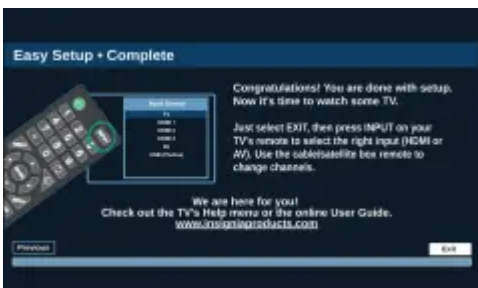 Easy Setup • Complete
Congratulations! You are done with setup.
Now it's time to watch some TV.
Input Source
TV
Just select EXIT, then press INPUT on your
TV's remote to select the right input (HDMI or
AV). Use the cable/satellite box remote to
change channels.
We are here for you!
Check out the TV's Help menu or the online User Guide.
www.insigniaproducts.com
Previous
Exit